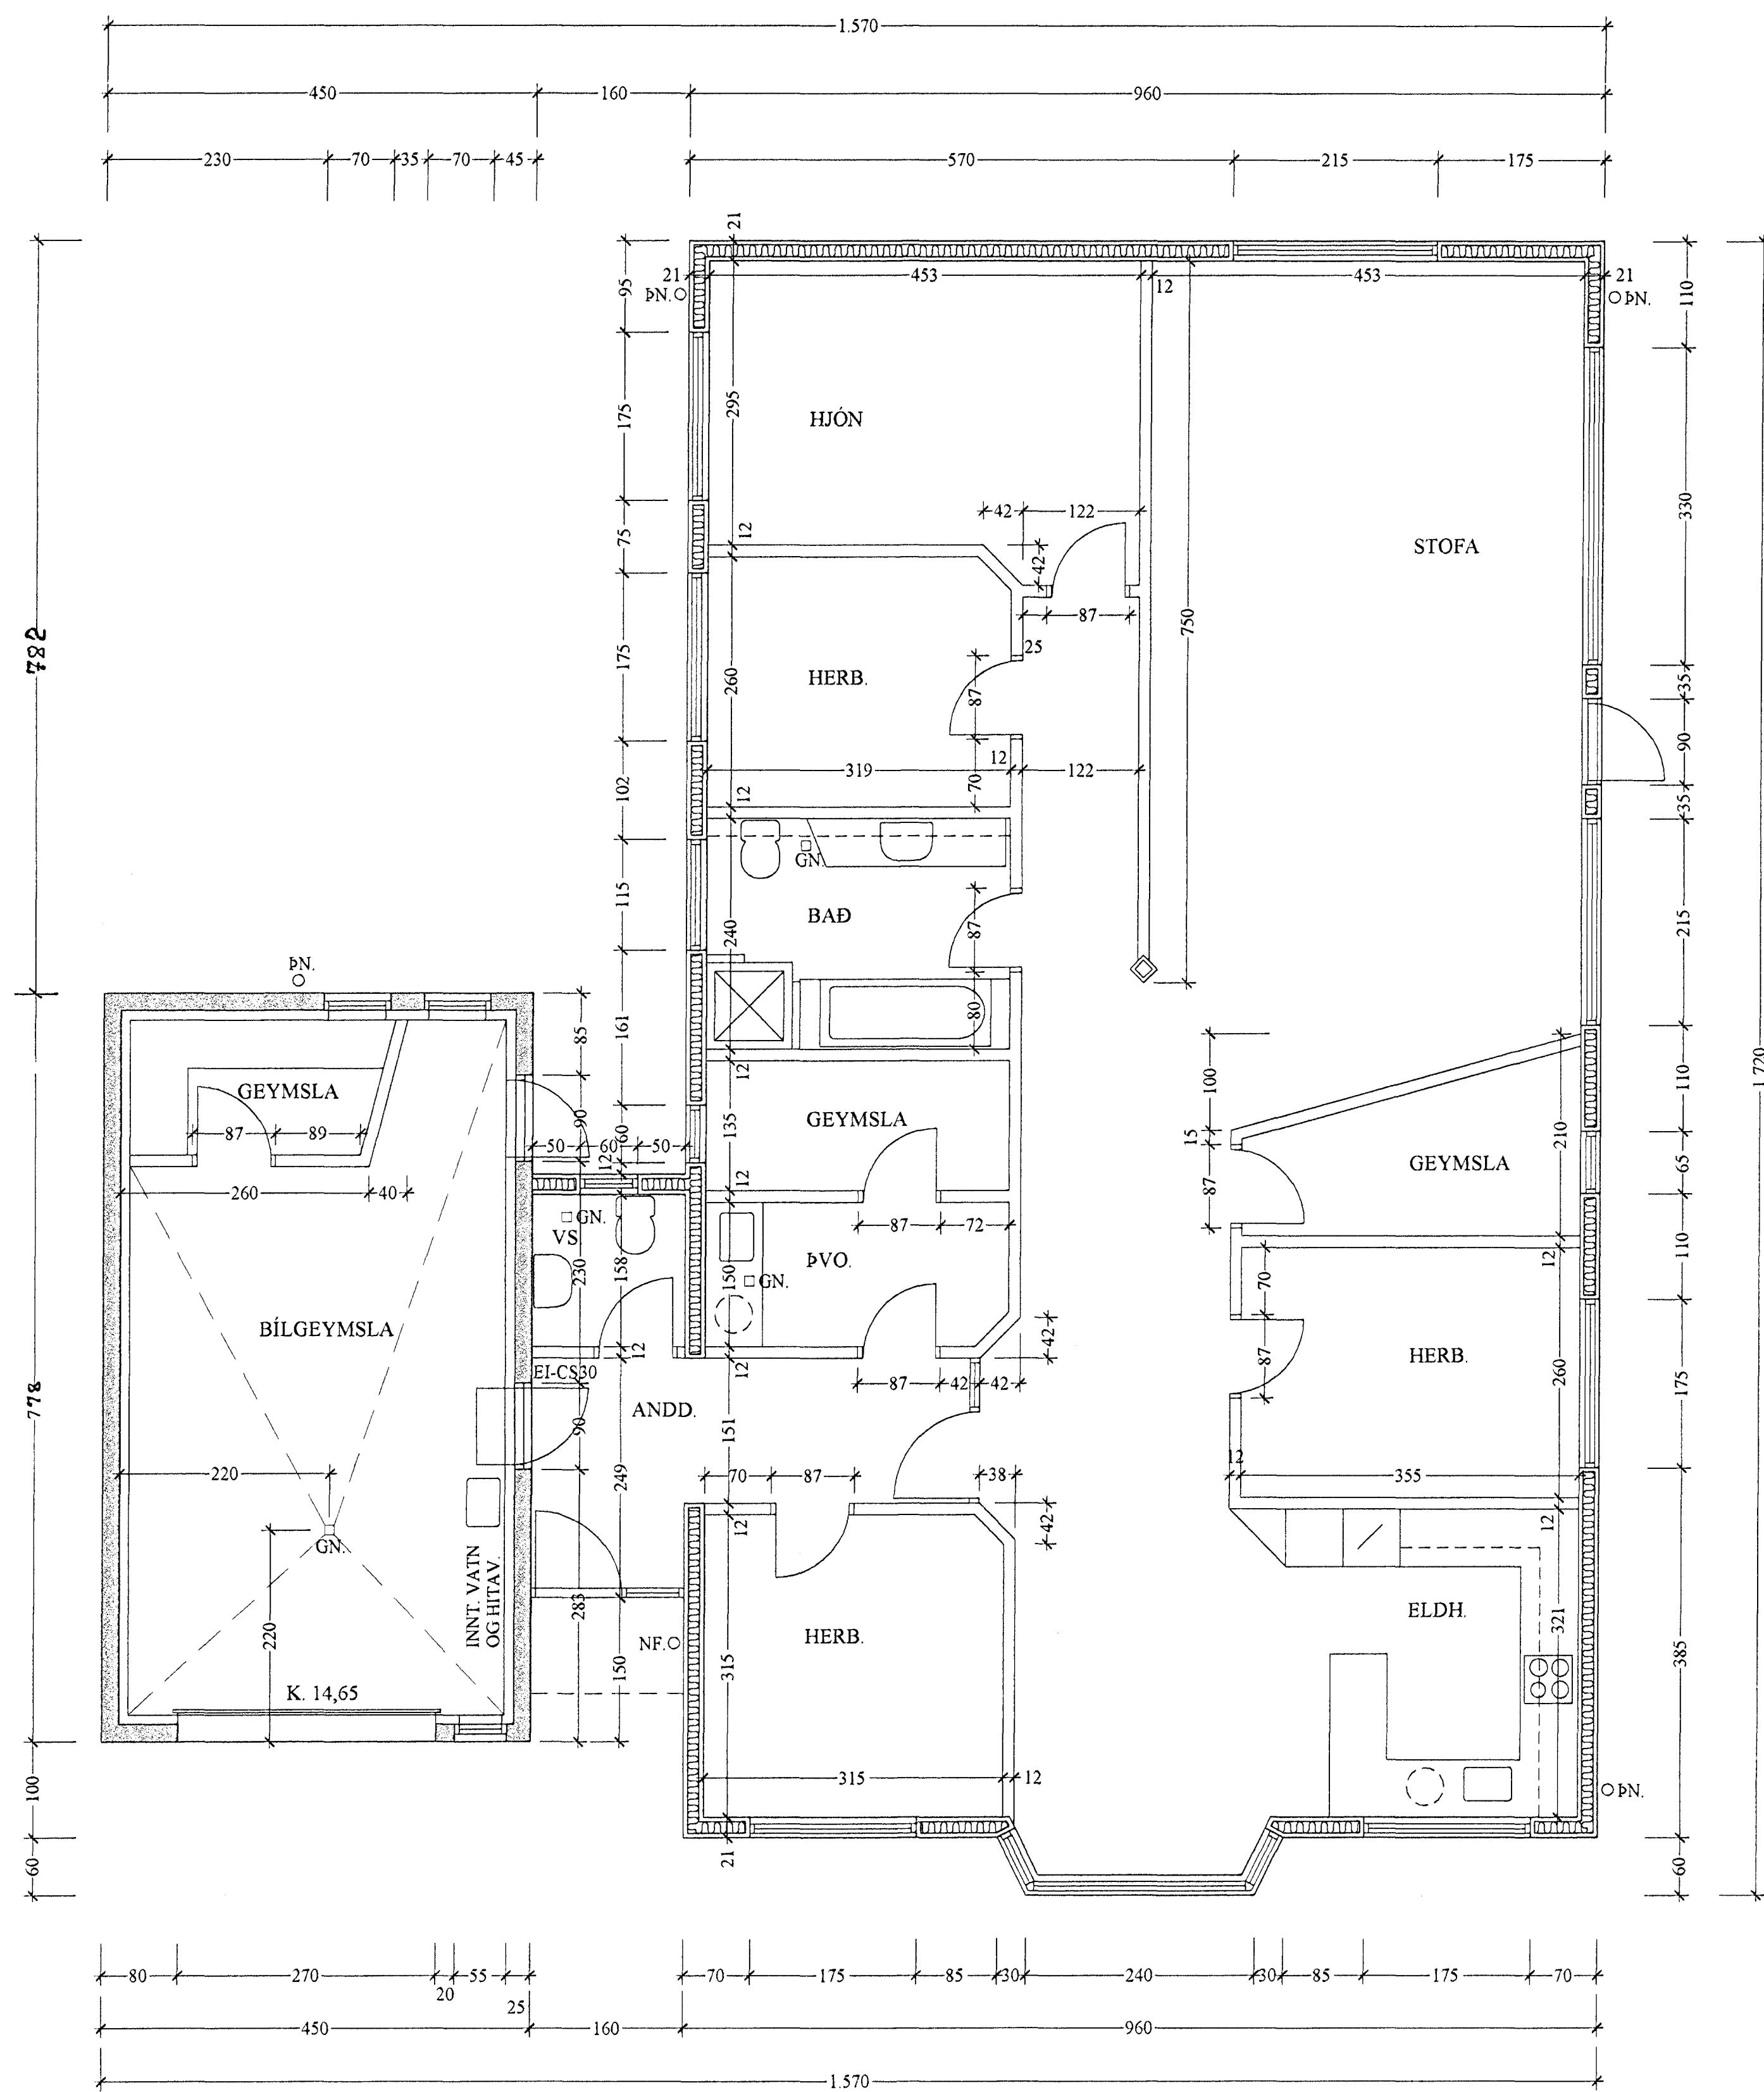 1.570
450 160 960
230 70 35 70 45 570 215 175
21
21 453 12 453 21
ÞN. ÞN.
95 110
175 295 HJÓN 330
STOFA
42 122
12 75 42
87
25
750
782
175 260 HERB. 87
35
90
319 12 122
102 12 70
35
GN.
115 240 BAÐ 87 215
ÞN.
161 80
85
100 110
GEYMSLA
87 89
90 60 12 135 GEYMSLA
50 60 50
12
15 210
GEYMSLA 65
87
1.720
260 40
12
87 72
GN.
VS
230 158 150 ÞVO.
GN.
110
12
70
BÍLGEYMSLA
42
12 12
EI-CS30
87 42 42
HERB.
87 260 175
778
ANDD.
90 151
249
220
70 87 38
12 355
12 42 12
GN.
INNT. VATN
OG HITAV.
220
283
NF.
150
HERB.
315
ELDH.
321 385
K. 14,65
315 12
ÞN.
100
21
60 60
80 270 20 55 25 70 175 85 30 240 30 85 175 70
450 160 960
1.570